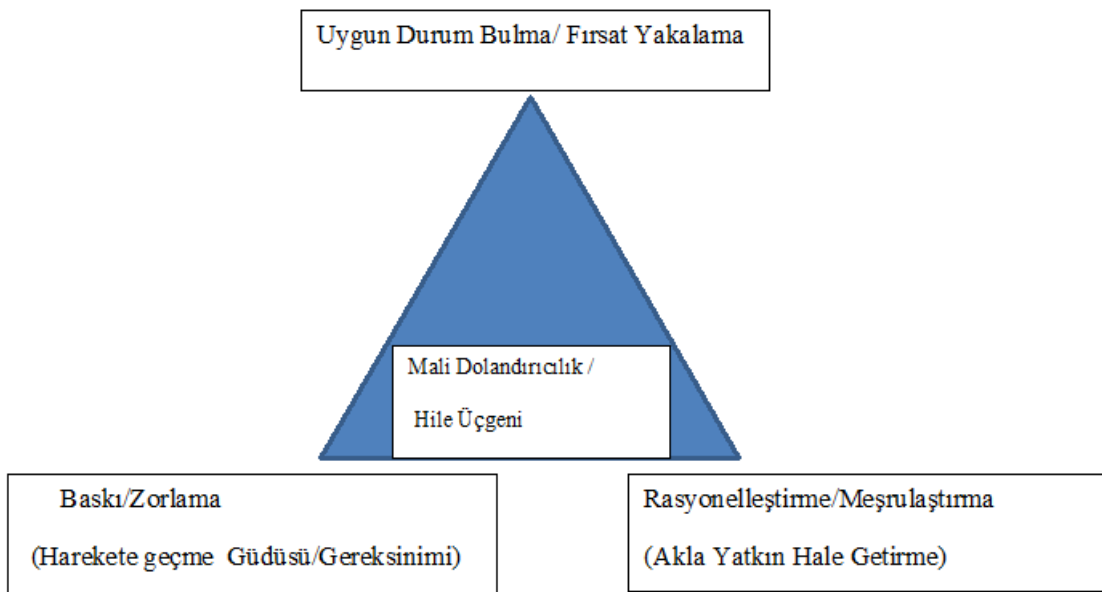 Uygun Durum Bulma/ Fırsat Yakalama
Mali Dolandırıcılık /
Hile Üçgeni
Baskı/Zorlama
(Harekete geçme Güdüsü/Gereksinimi)
Rasyonelleştirme/Meşrulaştırma
(Akla Yatkın Hale Getirme)